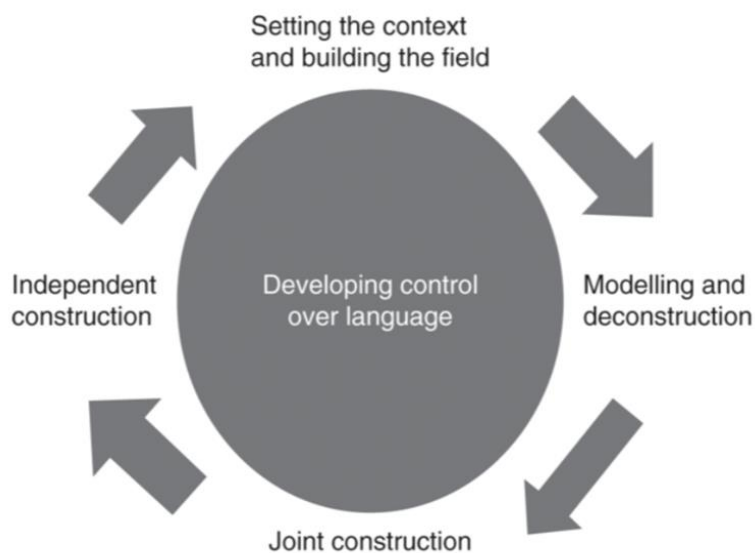 Setting the context
and building the field
Independent
construction
Developing control
over language
Modelling and
deconstruction
Joint construction